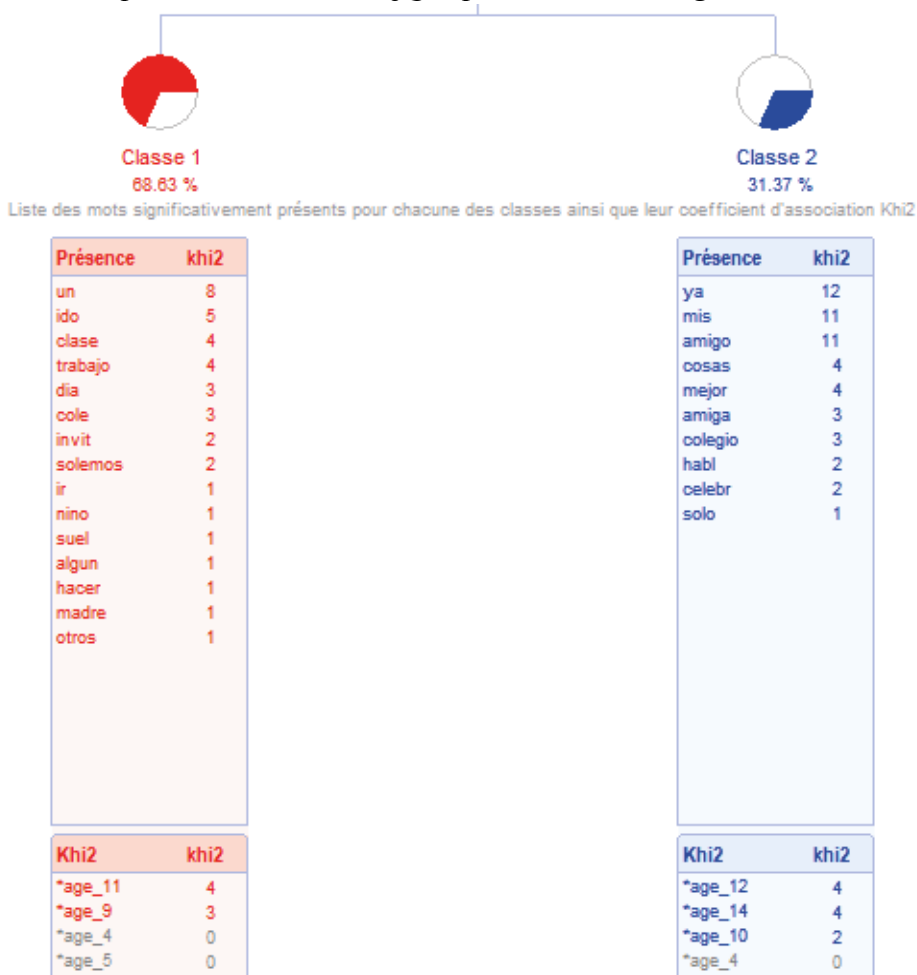 Classe 1
68.63 %
Classe 2
31.37 %
Liste des mots significativement présents pour chacune des classes ainsi que leur coefficient d'association Khi2
Présence khi2
un 8
ido 5
clase 4
trabajo 4
dia 3
cole 3
invit 2
solemos 2
ir 1
nino 1
suel 1
algun 1
hacer 1
madre 1
otros 1
Khi2 khi2
*age_11 4
*age_9 3
*age_4 0
*age_5 0
Présence khi2
ya 12
mis 11
amigo 11
cosas 4
mejor 4
amiga 3
colegio 3
habl 2
celebr 2
solo 1
Khi2 khi2
*age_12 4
*age_14 4
*age_10 2
*age_4 0